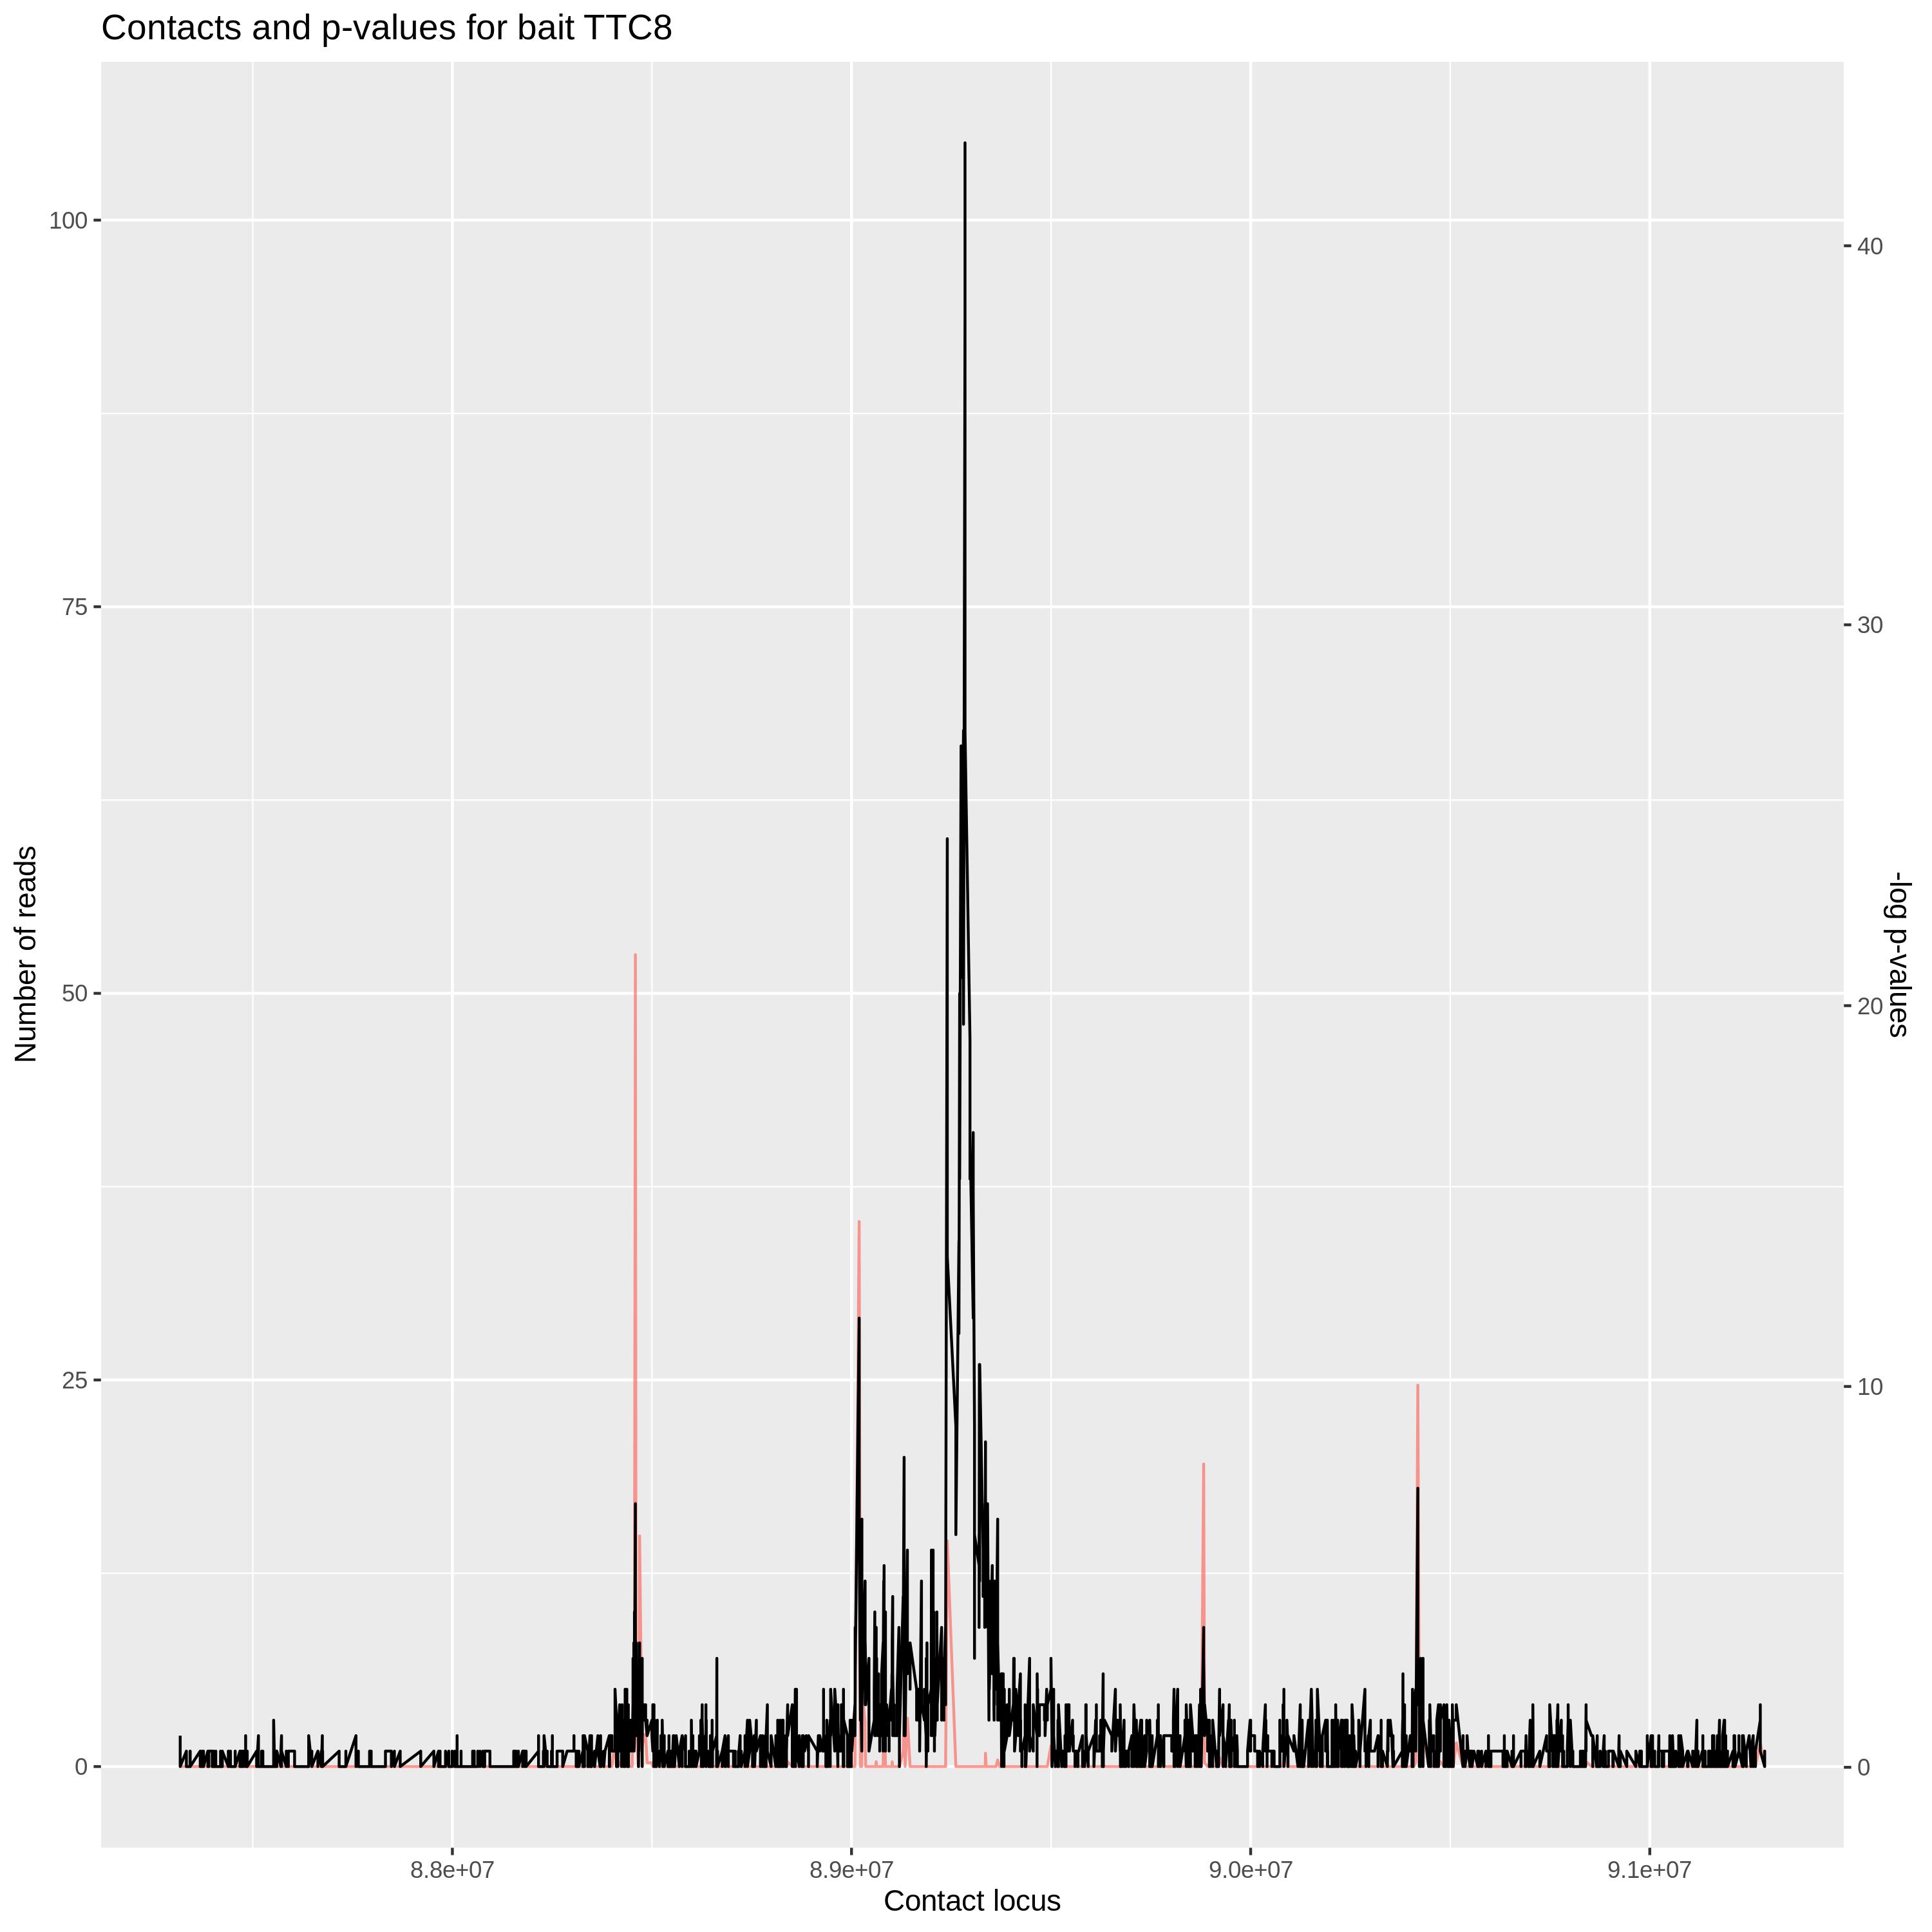 Contacts and p-values for bait TTC8
100
75
50
25
0
Number of reads
40
30
20
10
0
-log p-values
8.8e+07
8.9e+07
9.0e+07
9.1e+07
Contact locus